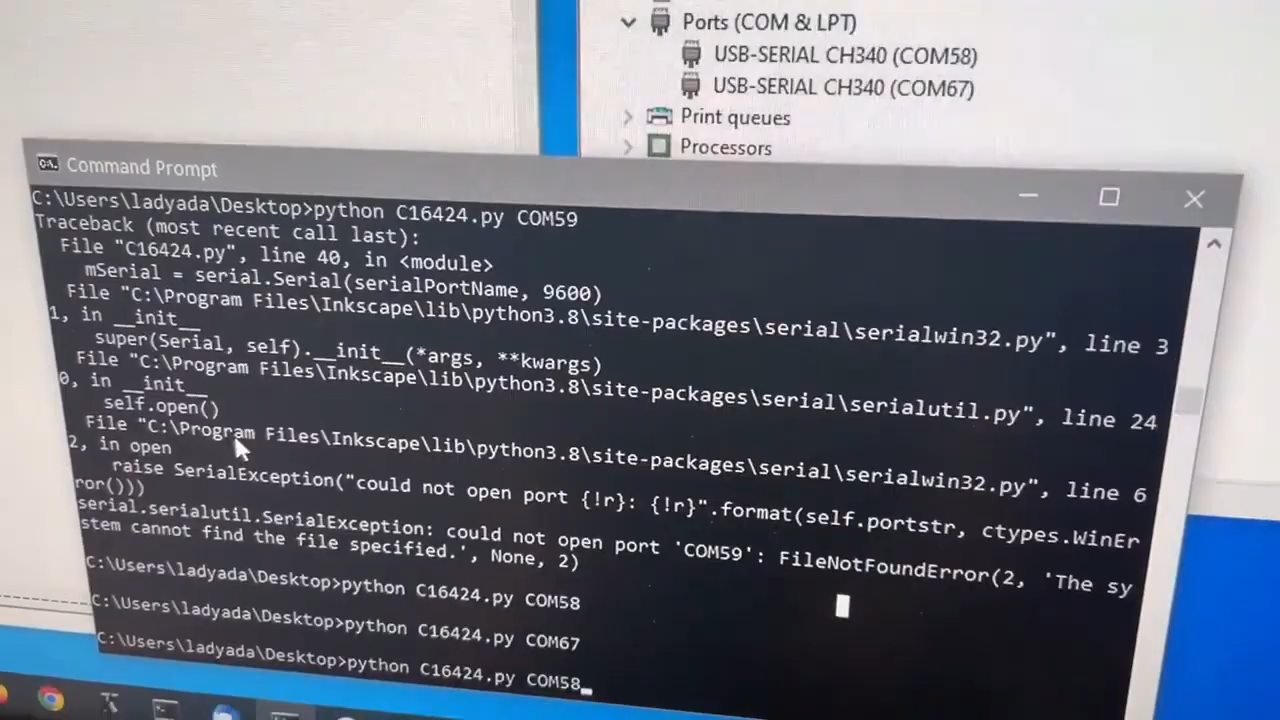 Ports (COM & LPT)
USB-SERIAL CH340 (COM58)
USB-SERIAL CH340 (COM67)
Print queues
Processors
Command Prompt
C:\Users\ladyada\Desktop>python C16424.py COM59
Traceback (most recent call last):
File "C16424.py", line 40, in <module>
mSerial = serial.Serial(serialPortName, 9600)
File "C:\Program Files\Inkscape\lib\python3.8\site-packages\serial\serialwin32.py", line 3
1, in __init__
super(Serial, self).__init__(*args, **kwargs)
File "C:\Program Files\Inkscape\lib\python3.8\site-packages\serial\serialutil.py", line 24
0, in __init__
self.open()
File "C:\Program Files\Inkscape\lib\python3.8\site-packages\serial\serialwin32.py", line 6
2, in open
raise SerialException("could not open port {!r}: {!r}".format(self.portstr, ctypes.WinEr
ror()))
serial.serialutil.SerialException: could not open port 'COM59': FileNotFoundError(2, 'The sy
stem cannot find the file specified.', None, 2)
C:\Users\ladyada\Desktop>python C16424.py COM58
C:\Users\ladyada\Desktop>python C16424.py COM67
C:\Users\ladyada\Desktop>python C16424.py COM58